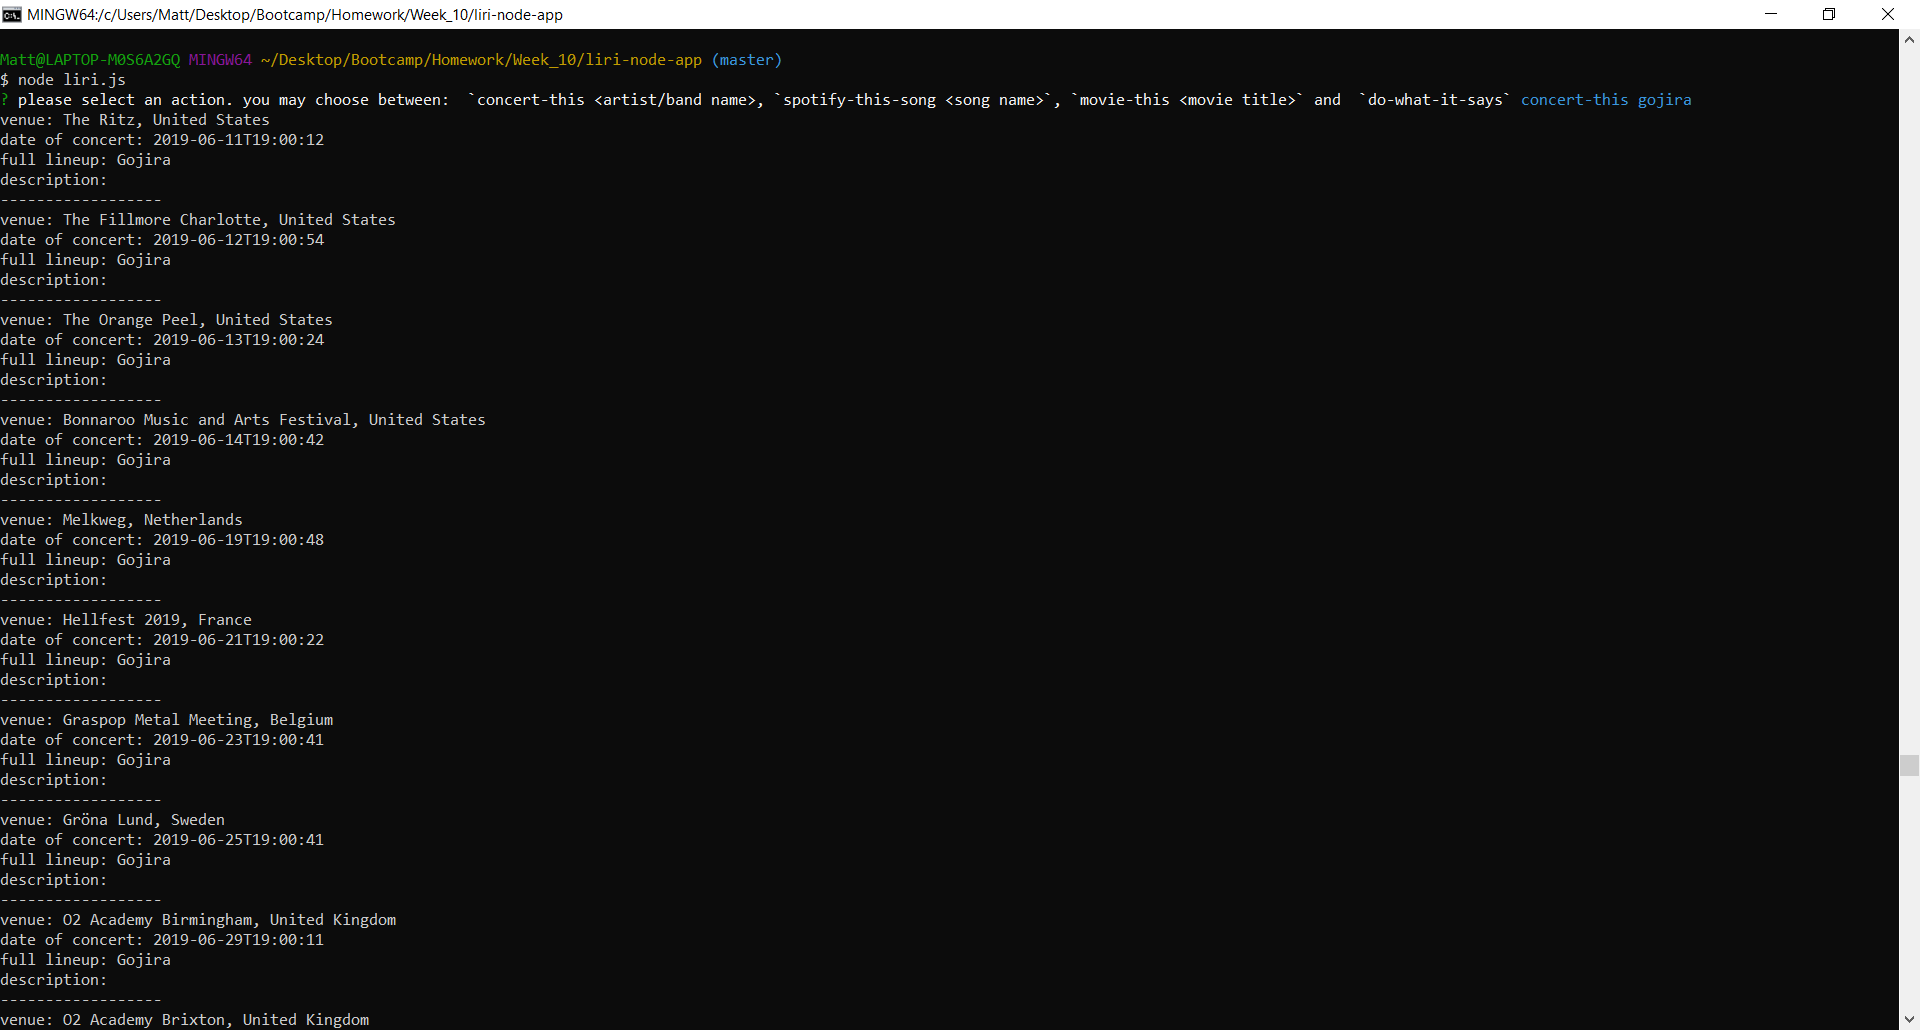 MINGW64:/c/Users/Matt/Desktop/Bootcamp/Homework/Week_10/liri-node-app
Matt@LAPTOP-M0S6A2GQ MINGW64 ~/Desktop/Bootcamp/Homework/Week_10/liri-node-app (master)
$ node liri.js
? please select an action. you may choose between:  `concert-this <artist/band name>, `spotify-this-song <song name>`, `movie-this <movie title>` and  `do-what-it-says` concert-this gojira
venue: The Ritz, United States
date of concert: 2019-06-11T19:00:12
full lineup: Gojira
description:
------------------
venue: The Fillmore Charlotte, United States
date of concert: 2019-06-12T19:00:54
full lineup: Gojira
description:
------------------
venue: The Orange Peel, United States
date of concert: 2019-06-13T19:00:24
full lineup: Gojira
description:
------------------
venue: Bonnaroo Music and Arts Festival, United States
date of concert: 2019-06-14T19:00:42
full lineup: Gojira
description:
------------------
venue: Melkweg, Netherlands
date of concert: 2019-06-19T19:00:48
full lineup: Gojira
description:
------------------
venue: Hellfest 2019, France
date of concert: 2019-06-21T19:00:22
full lineup: Gojira
description:
------------------
venue: Graspop Metal Meeting, Belgium
date of concert: 2019-06-23T19:00:41
full lineup: Gojira
description:
------------------
venue: Gröna Lund, Sweden
date of concert: 2019-06-25T19:00:41
full lineup: Gojira
description:
------------------
venue: O2 Academy Birmingham, United Kingdom
date of concert: 2019-06-29T19:00:11
full lineup: Gojira
description:
------------------
venue: O2 Academy Brixton, United Kingdom